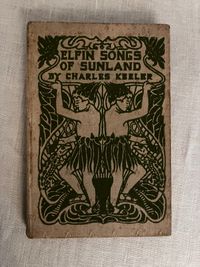 ELFIN SONGS
OF SUNLAND
BY CHARLES KEELER